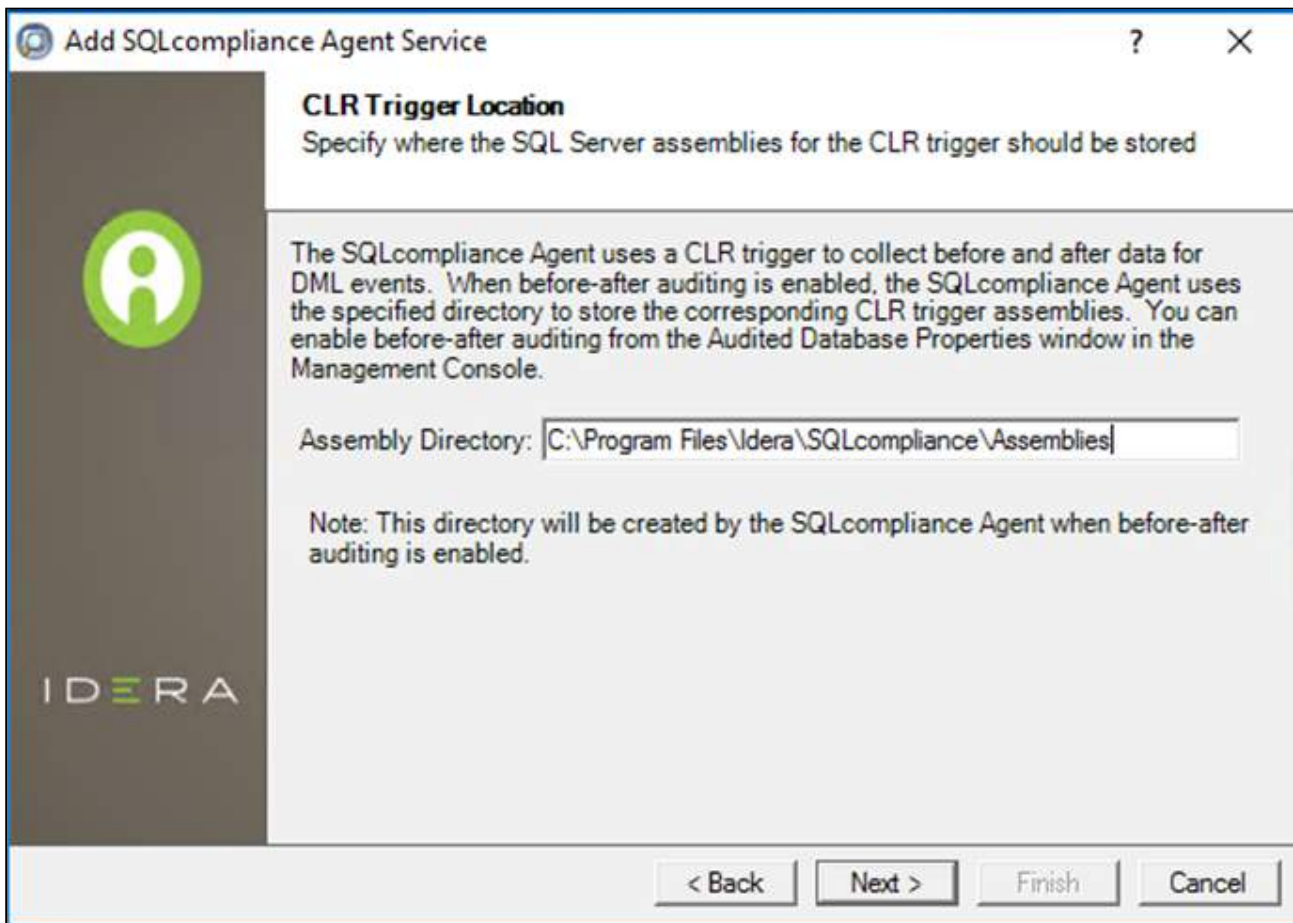 Add SQLcompliance Agent Service
?
CLR Trigger Location
Specify where the SQL Server assemblies for the CLR trigger should be stored
The SQLcompliance Agent uses a CLR trigger to collect before and after data for
DML events. When before-after auditing is enabled, the SQLcompliance Agent uses
the specified directory to store the corresponding CLR trigger assemblies. You can
enable before-after auditing from the Audited Database Properties window in the
Management Console.
Assembly Directory: C:\Program Files\Idera\SQLcompliance\Assemblies
Note: This directory will be created by the SQLcompliance Agent when before-after
auditing is enabled.
IDERA
< Back Next > Finish Cancel